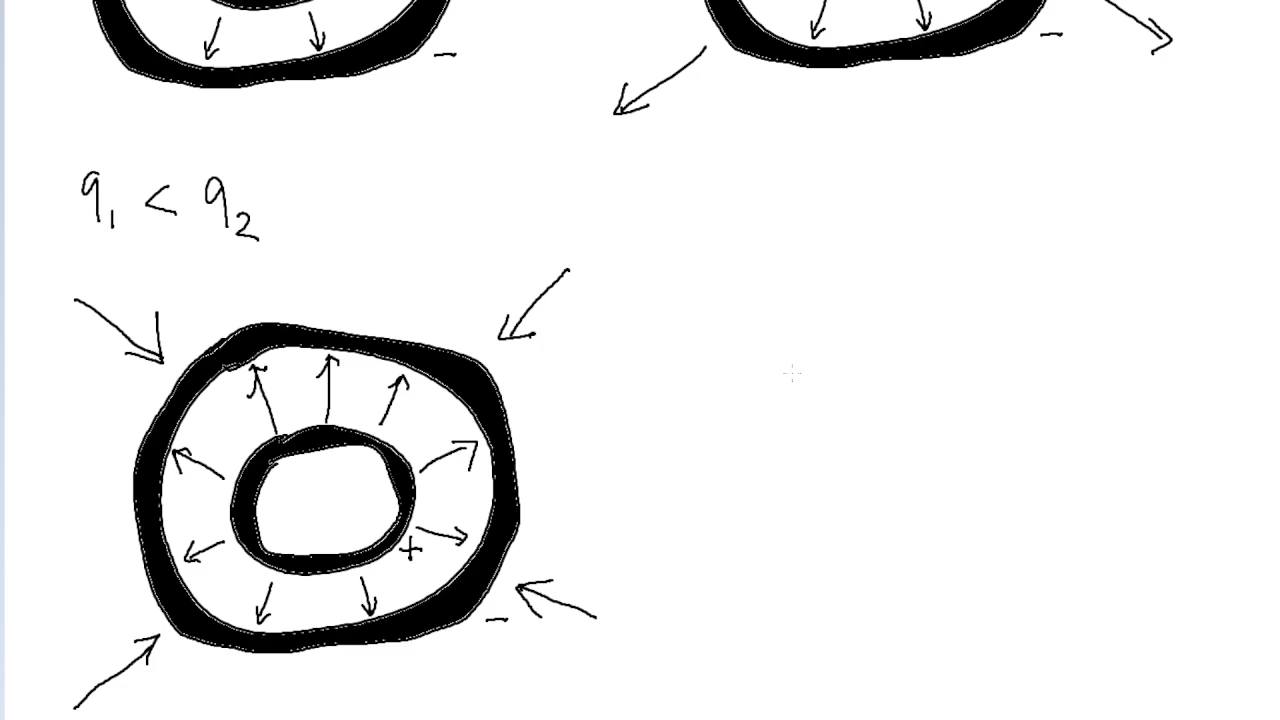 -
-
q₁ < q₂
+
-